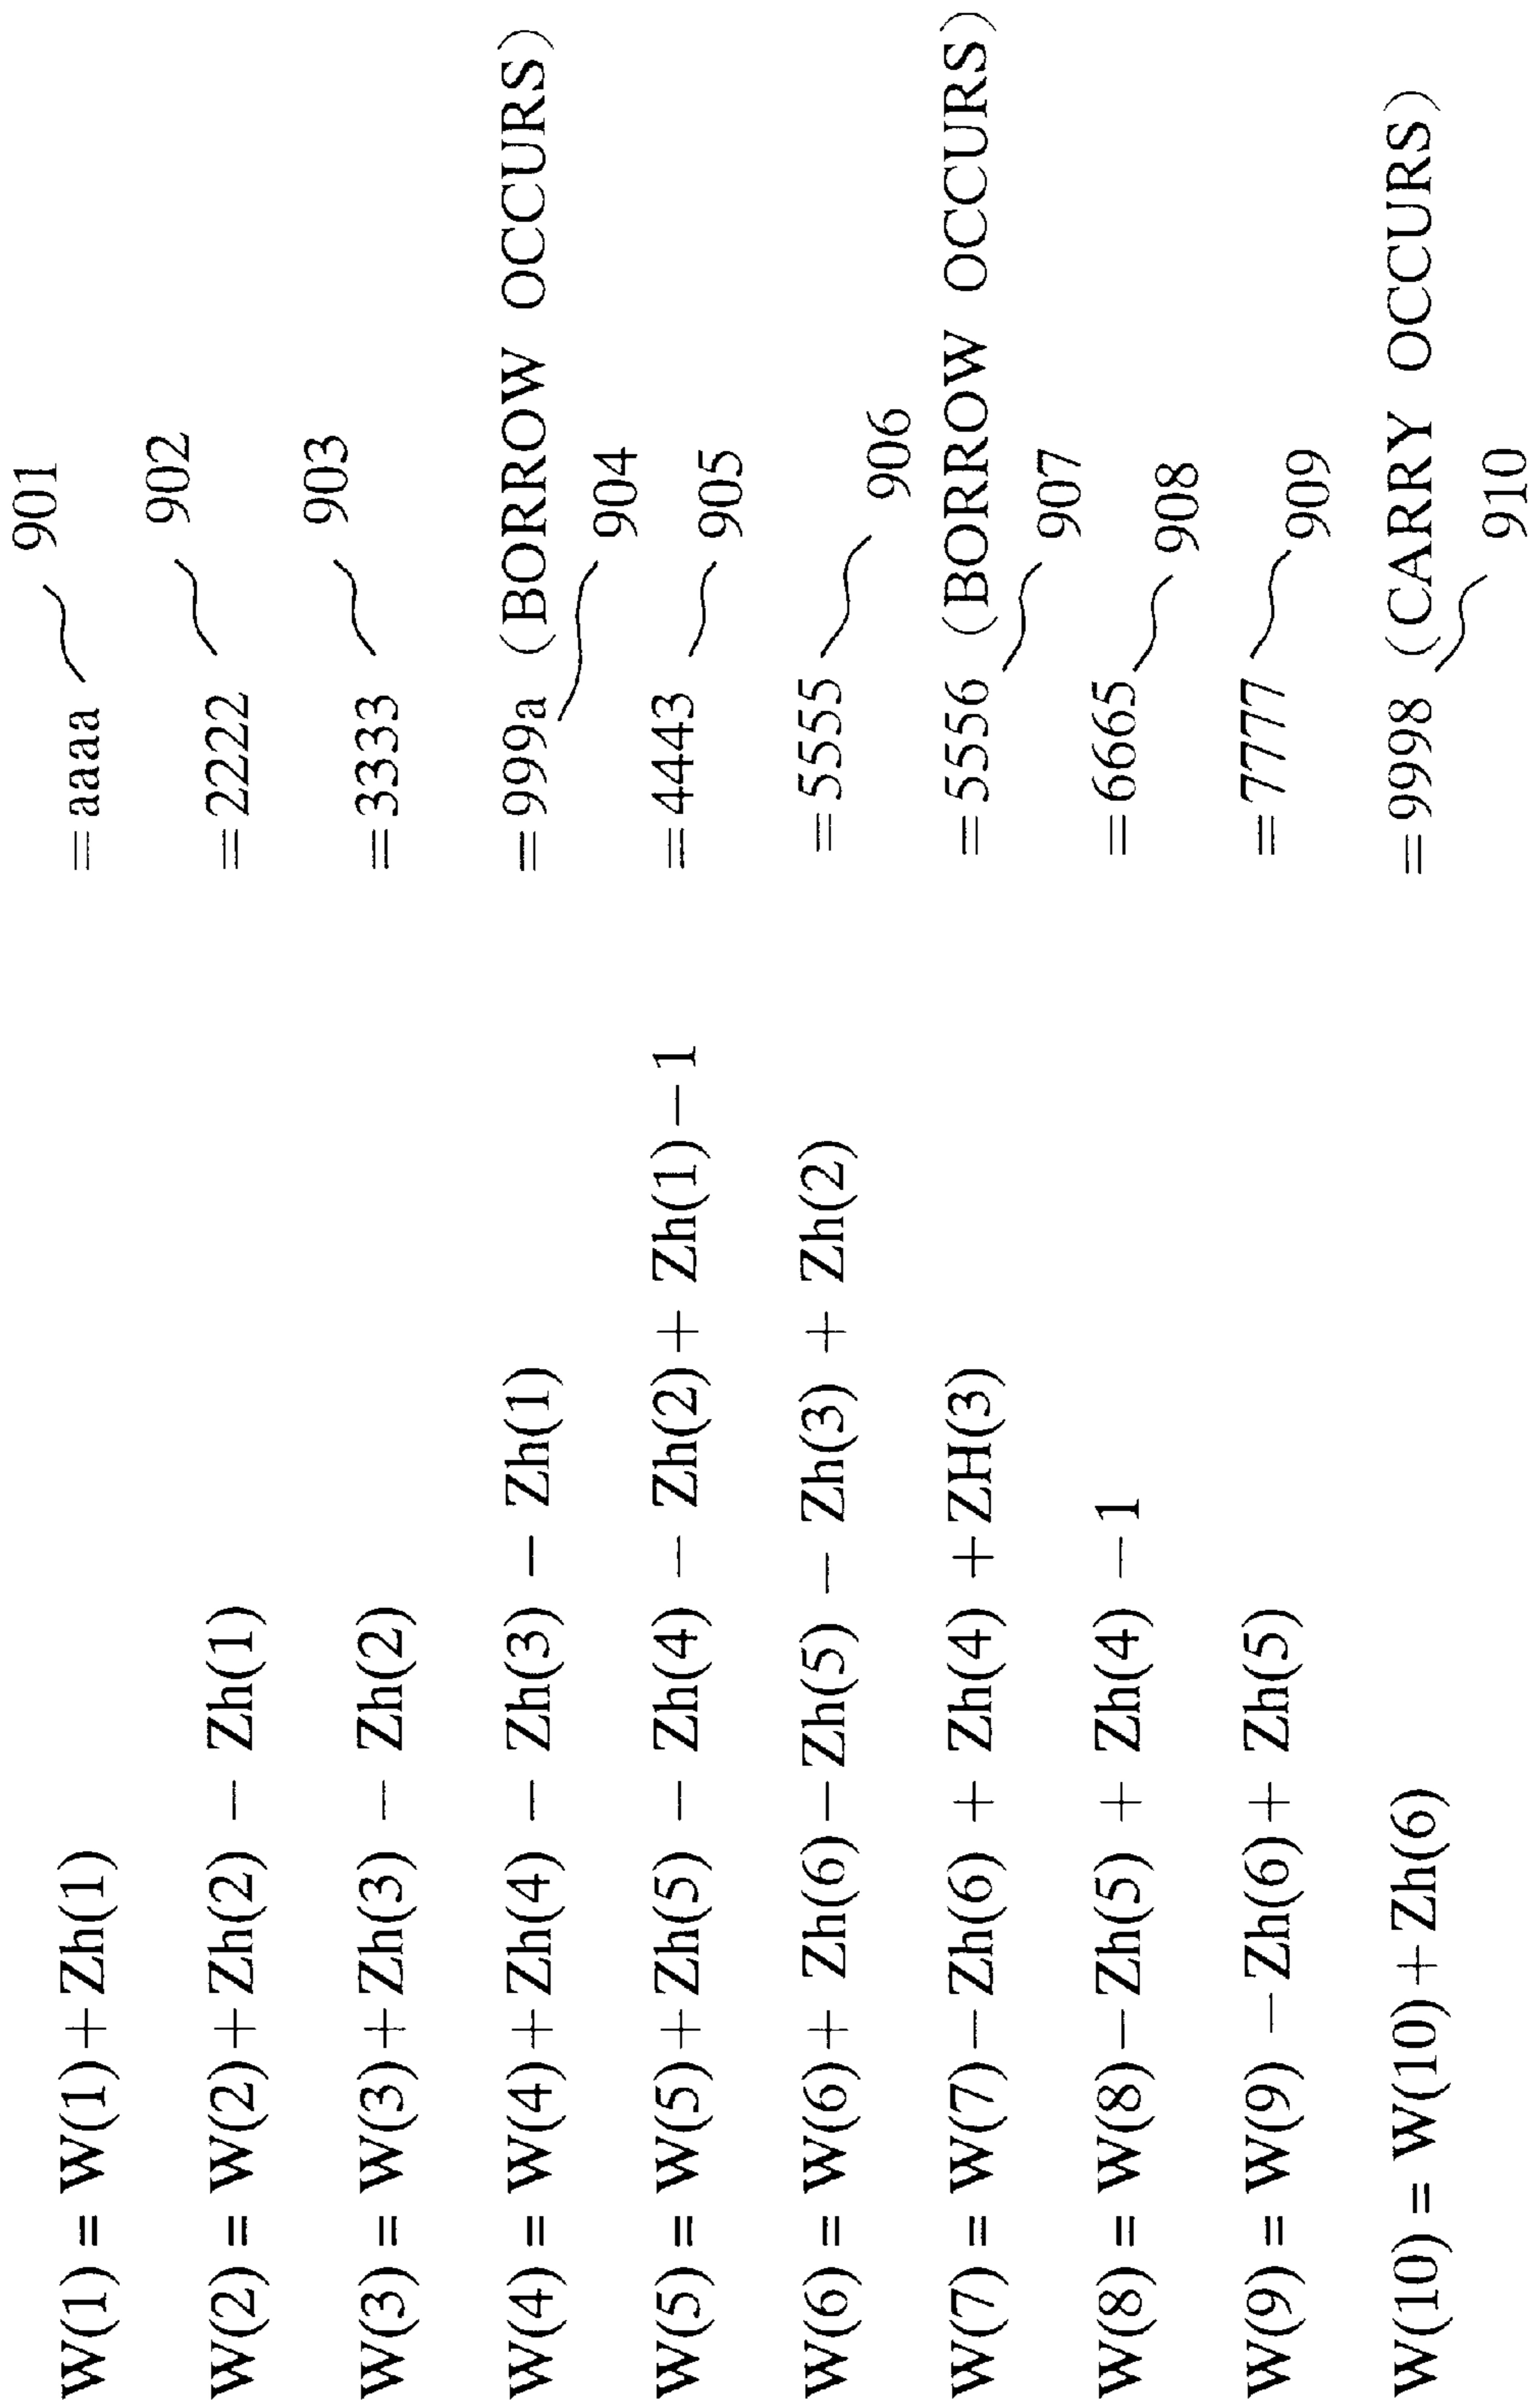 W(1) = W(1)+Zh(1) =aaaa 901
W(2) = W(2)+Zh(2) − Zh(1) =2222 902
W(3) = W(3)+Zh(3) − Zh(2) =3333 903
W(4) = W(4)+Zh(4) − Zh(3) − Zh(1) =999a (BORROW OCCURS) 904
W(5) = W(5)+Zh(5) − Zh(4) − Zh(2)+ Zh(1)−1 =4443 905
W(6) = W(6)+ Zh(6)−Zh(5) − Zh(3) + Zh(2) =5555 906
W(7) = W(7)−Zh(6) + Zh(4) +ZH(3) =5556 (BORROW OCCURS) 907
W(8) = W(8)−Zh(5) + Zh(4) −1 =6665 908
W(9) = W(9) −Zh(6)+ Zh(5) =7777 909
W(10) = W(10)+Zh(6) =9998 (CARRY OCCURS) 910